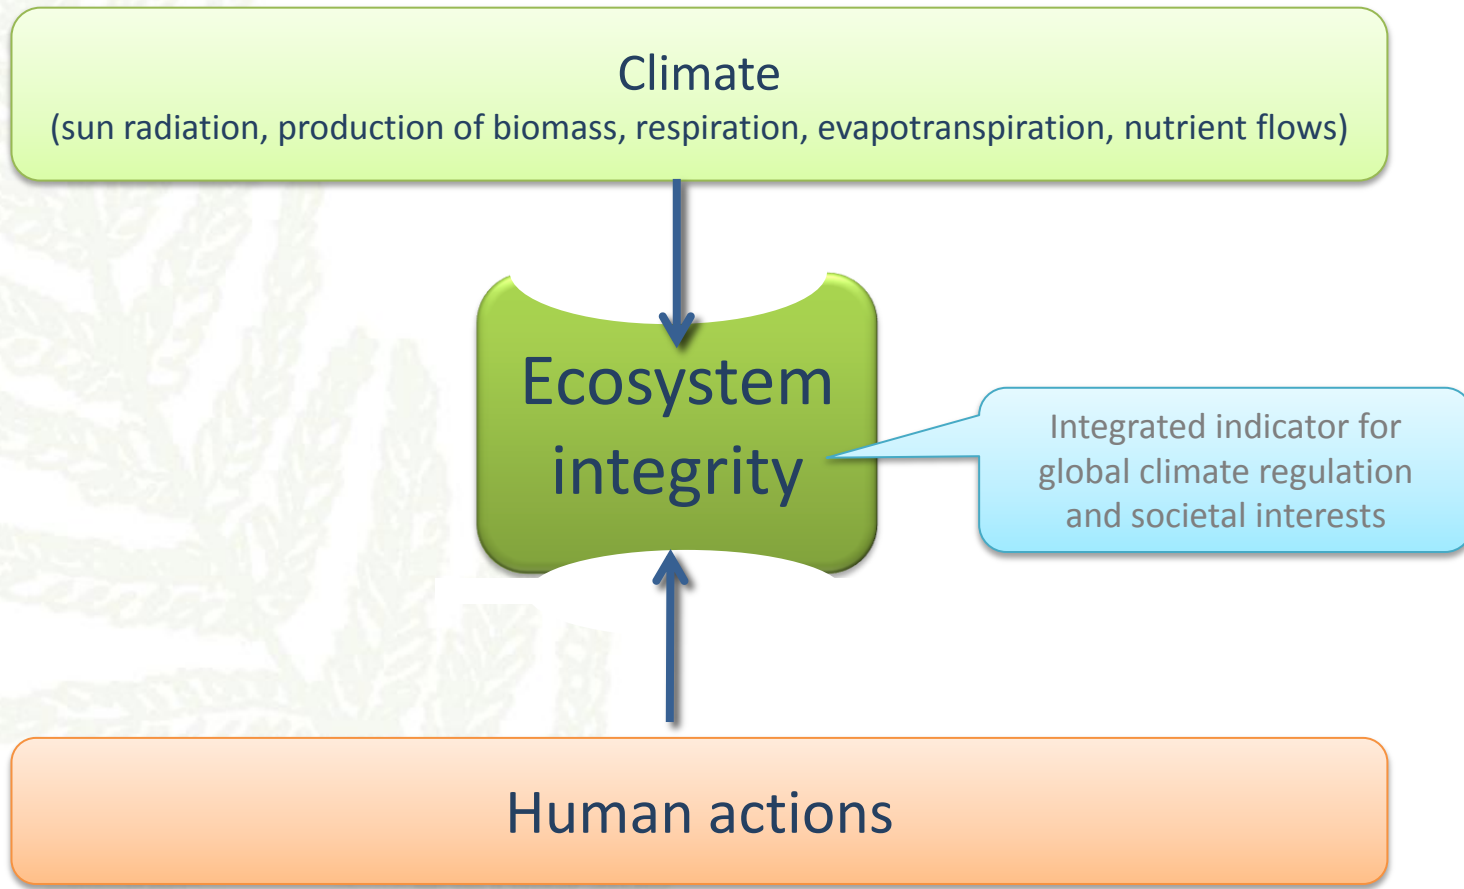 Climate
(sun radiation, production of biomass, respiration, evapotranspiration, nutrient flows)
Ecosystem
integrity
Integrated indicator for
global climate regulation
and societal interests
Human actions